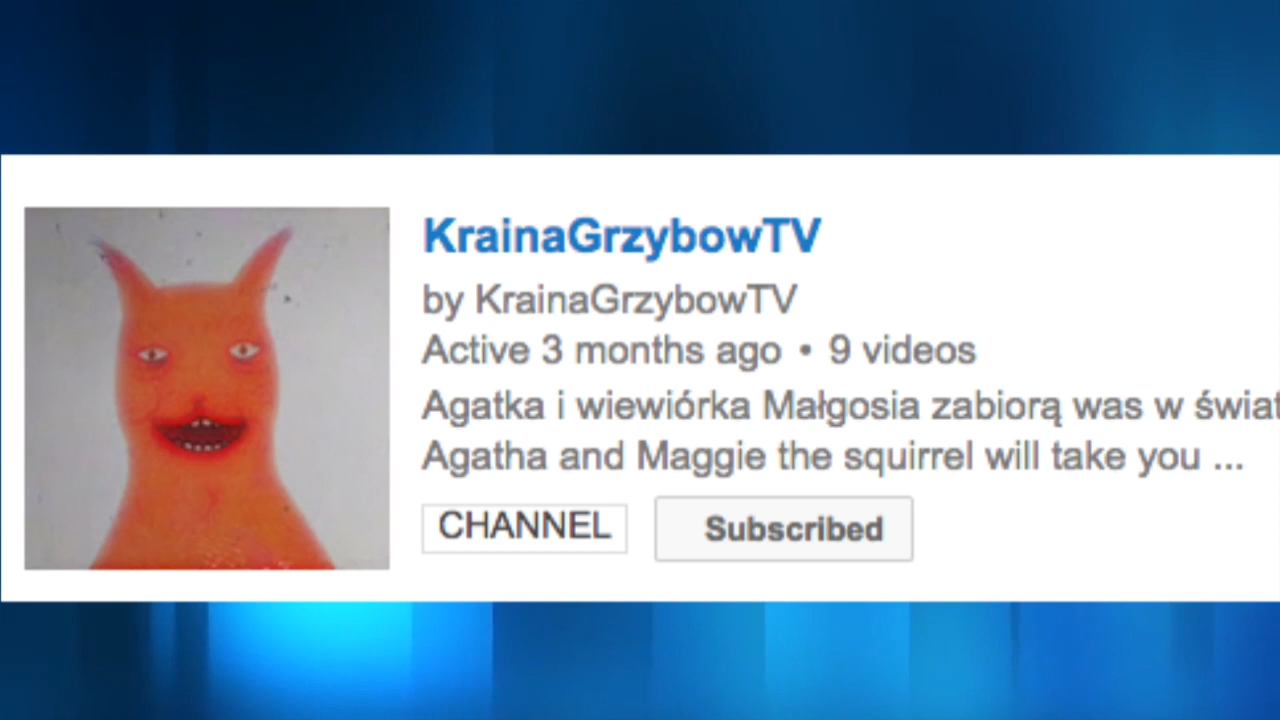 KrainaGrzybowTV
by KrainaGrzybowTV
Active 3 months ago • 9 videos
Agatka i wiewiórka Małgosia zabiorą was w świat
Agatha and Maggie the squirrel will take you ...
CHANNEL
Subscribed